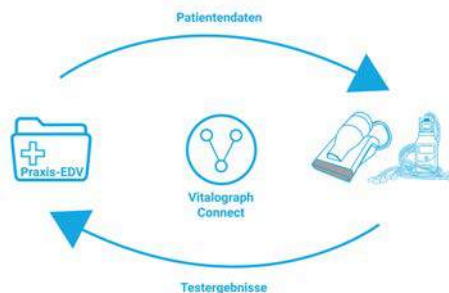 Patientendaten
Praxis-EDV
Vitalograph
Connect
Testergebnisse